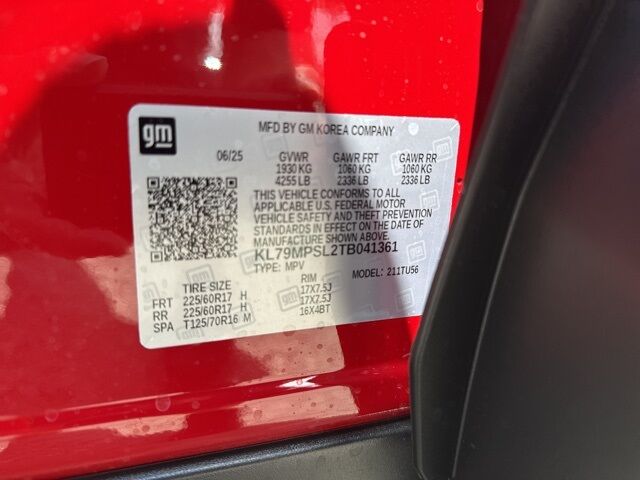 gm
MFD BY GM KOREA COMPANY
06/25 GVWR GAWR FRT GAWR RR
1930 KG 1060 KG 1060 KG
4255 LB 2336 LB 2336 LB
THIS VEHICLE CONFORMS TO ALL
APPLICABLE U.S. FEDERAL MOTOR
VEHICLE SAFETY AND THEFT PREVENTION
STANDARDS IN EFFECT ON THE DATE OF
MANUFACTURE SHOWN ABOVE.
KL79MPSL2TB041361
TYPE: MPV MODEL: 211TU56
TIRE SIZE RIM
FRT 225/60R17 H 17X7.5J
RR 225/60R17 H 17X7.5J
SPA T125/70R16 M 16X4BT